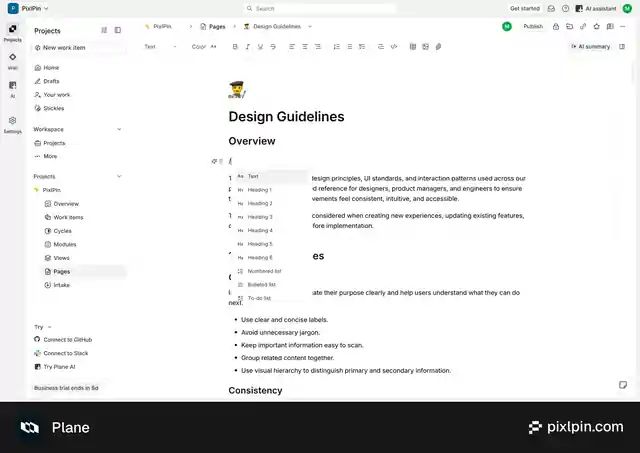 PixlPin
Search
Get started
AI assistant
M
Projects
Wiki
AI
Settings
Projects
New work item
Home
Drafts
Your work
Stickies
Workspace
Projects
More
Projects
PixlPin
Overview
Work items
Cycles
Modules
Views
Pages
Intake
Try
Connect to GitHub
Connect to Slack
Try Plane AI
Business trial ends in 8d
PixlPin > Pages > Design Guidelines
M
Publish
Text
Color
AI summary
Design Guidelines
Overview
/
Text
Heading 1
Heading 2
Heading 3
Heading 4
Heading 5
Heading 6
Numbered list
Bulleted list
To-do list
design principles, UI standards, and interaction patterns used across our
d reference for designers, product managers, and engineers to ensure
vements feel consistent, intuitive, and accessible.
considered when creating new experiences, updating existing features,
fore implementation.
es
ate their purpose clearly and help users understand what they can do
next.
• Use clear and concise labels.
• Avoid unnecessary jargon.
• Keep important information easy to scan.
• Group related content together.
• Use visual hierarchy to distinguish primary and secondary information.
Consistency
Plane
pixlpin.com